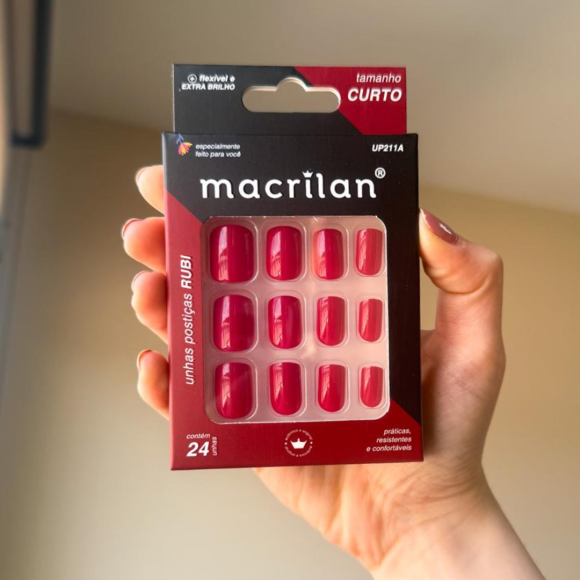 flexível e
EXTRA BRILHO
tamanho
CURTO
especialmente
feito para você
UP211A
macrilan®
unhas postiças RUBI
contém
24 unhas
práticas,
resistentes
e confortáveis